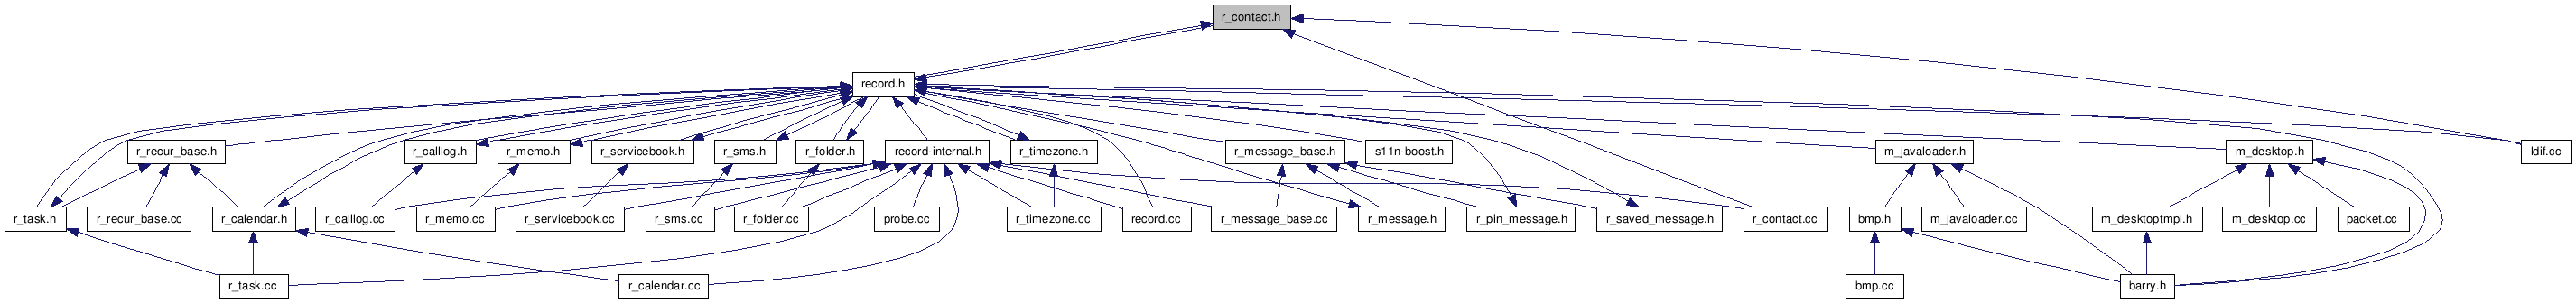 r_contact.h
record.h
r_recur_base.h
r_calllog.h
r_memo.h
r_servicebook.h
r_sms.h
r_folder.h
record-internal.h
r_timezone.h
r_message_base.h
s11n-boost.h
m_javaloader.h
m_desktop.h
ldif.cc
r_task.h
r_recur_base.cc
r_calendar.h
r_calllog.cc
r_memo.cc
r_servicebook.cc
r_sms.cc
r_folder.cc
probe.cc
r_timezone.cc
record.cc
r_message_base.cc
r_message.h
r_pin_message.h
r_saved_message.h
r_contact.cc
bmp.h
m_javaloader.cc
m_desktoptmpl.h
m_desktop.cc
packet.cc
r_task.cc
r_calendar.cc
bmp.cc
barry.h